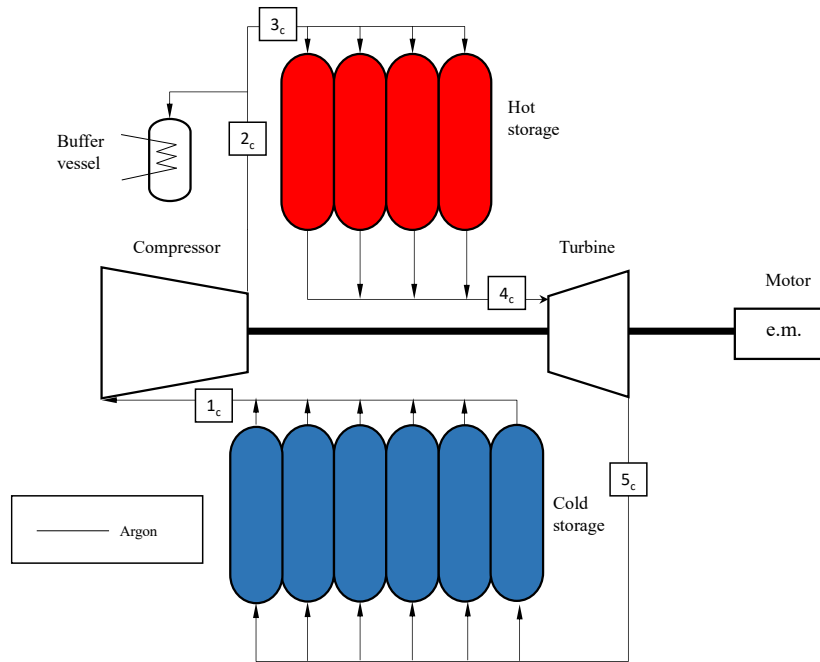 3c
Hot
storage
2c
Buffer
vessel
Compressor
Turbine
4c
Motor
e.m.
1c
5c
Cold
storage
Argon